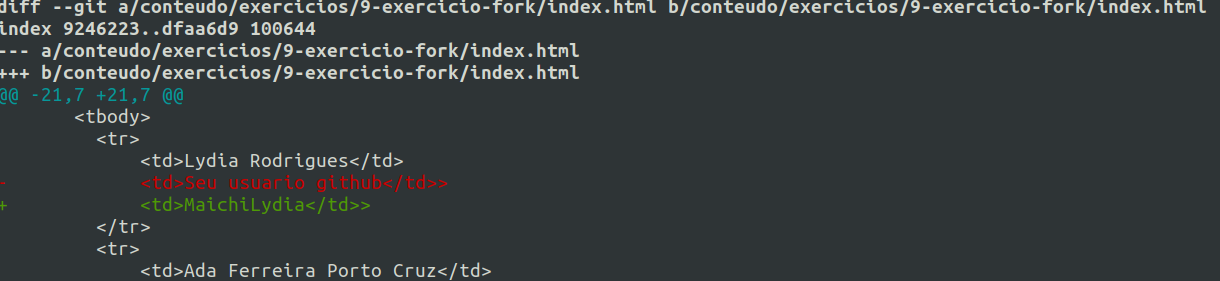 diff --git a/conteudo/exercicios/9-exercicio-fork/index.html b/conteudo/exercicios/9-exercicio-fork/index.html
index 9246223..dfaa6d9 100644
--- a/conteudo/exercicios/9-exercicio-fork/index.html
+++ b/conteudo/exercicios/9-exercicio-fork/index.html
@@ -21,7 +21,7 @@
       <tbody>
         <tr>
             <td>Lydia Rodrigues</td>
-            <td>Seu usuario github</td>>
+            <td>MaichiLydia</td>>
         </tr>
         <tr>
             <td>Ada Ferreira Porto Cruz</td>